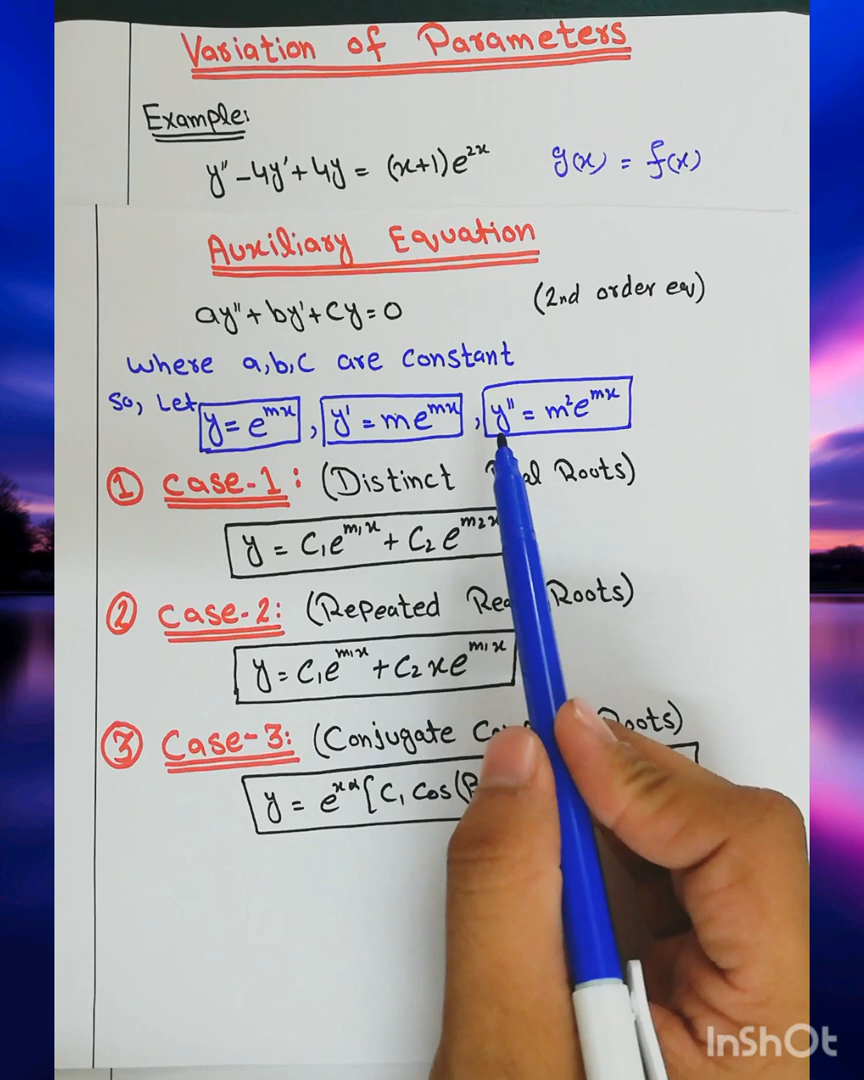 Variation of Parameters
Example:
y" - 4y' + 4y = (x+1)e^2x g(x) = f(x)
Auxiliary Equation
ay" + by' + cy = 0 (2nd order eq)
where a,b,c are constant
So, Let y = e^mx , y' = me^mx , y" = m²e^mx
① Case-1: (Distinct Roots)
y = C₁e^m₁x + C₂e^m₂x
② Case-2: (Repeated Roots)
y = C₁e^m₁x + C₂xe^m₁x
③ Case-3: (Conjugate Roots)
y = e^xα [C₁ Cos(
InShOt